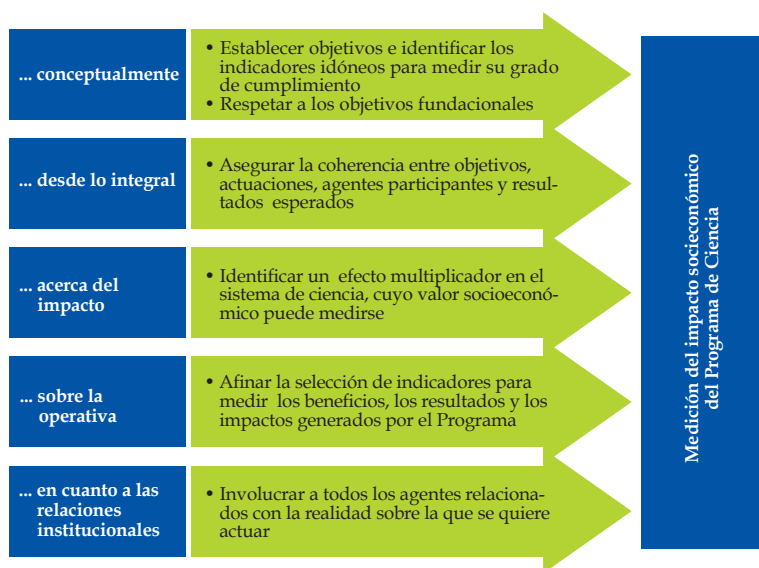 ... conceptualmente
• Establecer objetivos e identificar los
indicadores idóneos para medir su grado
de cumplimiento
• Respetar a los objetivos fundacionales
... desde lo integral
• Asegurar la coherencia entre objetivos,
actuaciones, agentes participantes y resul-
tados esperados
... acerca del
impacto
• Identificar un efecto multiplicador en el
sistema de ciencia, cuyo valor socioeconó-
mico puede medirse
... sobre la
operativa
• Afinar la selección de indicadores para
medir los beneficios, los resultados y los
impactos generados por el Programa
... en cuanto a las
relaciones
institucionales
• Involucrar a todos los agentes relaciona-
dos con la realidad sobre la que se quiere
actuar
Medición del impacto socieconómico
del Programa de Ciencia